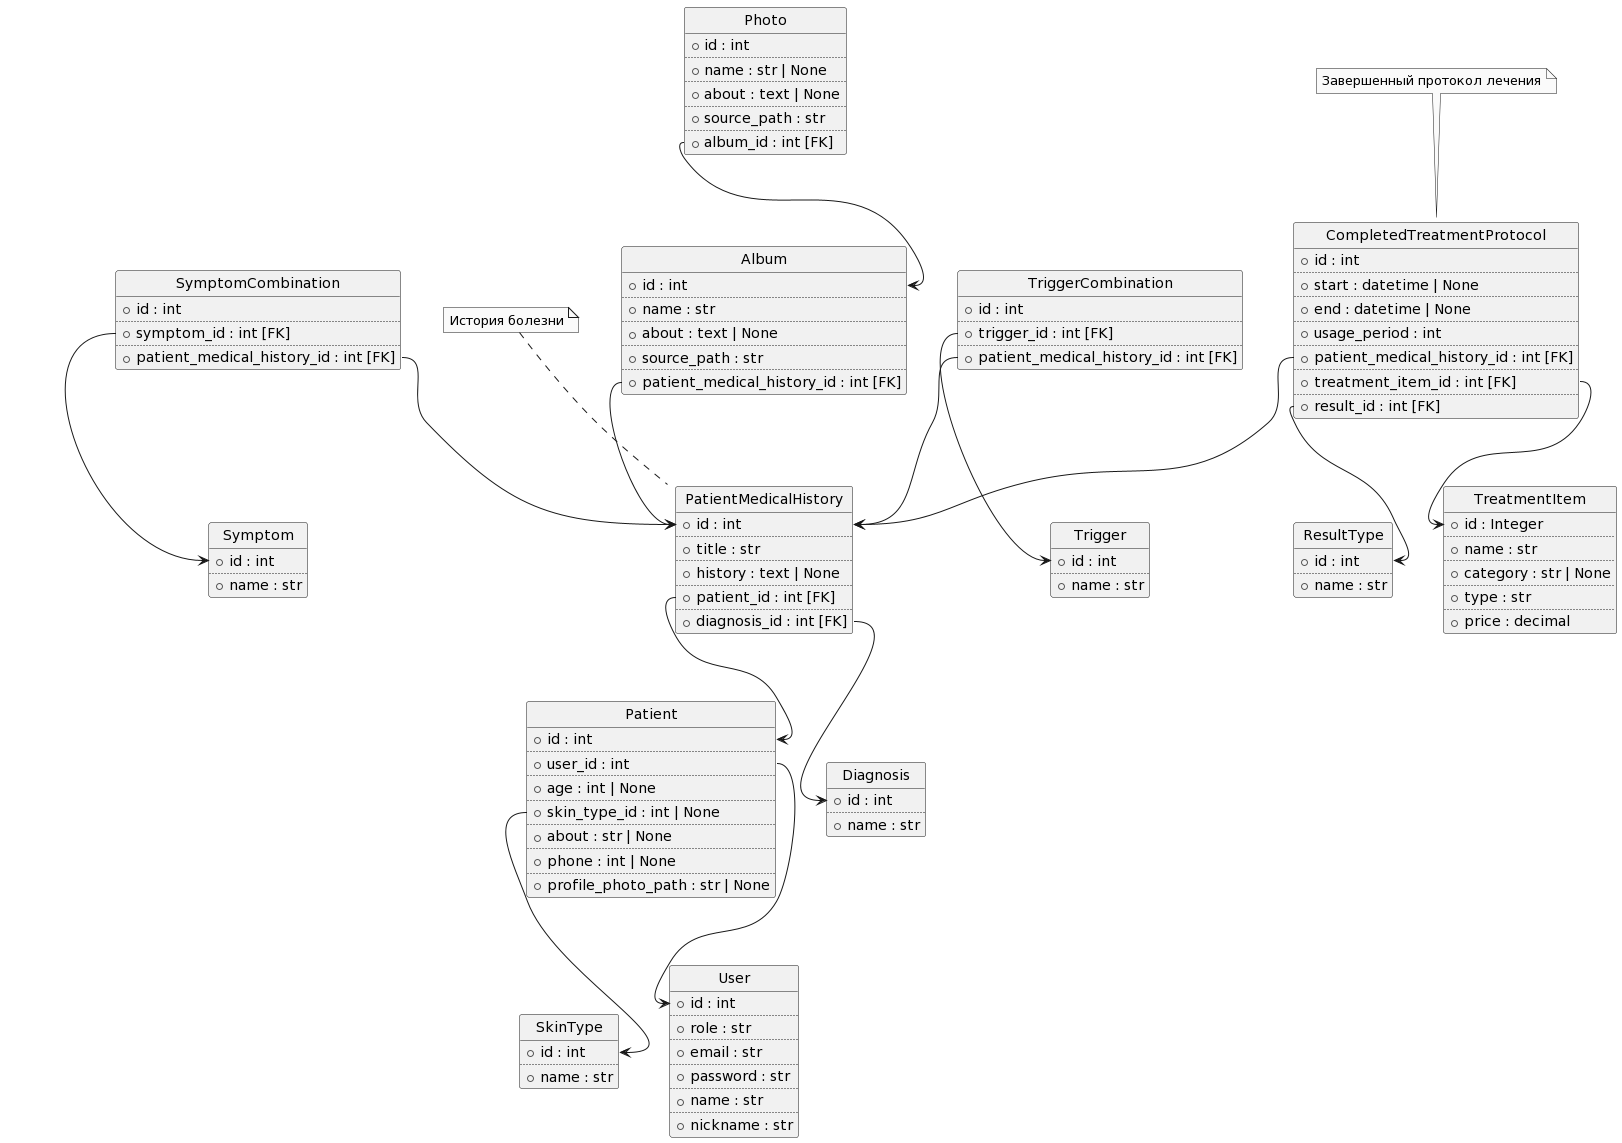 Photo
id : int
name : str | None
about : text | None
source_path : str
album_id : int [FK]
Завершенный протокол лечения
SymptomCombination
id : int
symptom_id : int [FK]
patient_medical_history_id : int [FK]
История болезни
Album
id : int
name : str
about : text | None
source_path : str
patient_medical_history_id : int [FK]
TriggerCombination
id : int
trigger_id : int [FK]
patient_medical_history_id : int [FK]
CompletedTreatmentProtocol
id : int
start : datetime | None
end : datetime | None
usage_period : int
patient_medical_history_id : int [FK]
treatment_item_id : int [FK]
result_id : int [FK]
Symptom
id : int
name : str
PatientMedicalHistory
id : int
title : str
history : text | None
patient_id : int [FK]
diagnosis_id : int [FK]
Trigger
id : int
name : str
ResultType
id : int
name : str
TreatmentItem
id : Integer
name : str
category : str | None
type : str
price : decimal
Patient
id : int
user_id : int
age : int | None
skin_type_id : int | None
about : str | None
phone : int | None
profile_photo_path : str | None
Diagnosis
id : int
name : str
SkinType
id : int
name : str
User
id : int
role : str
email : str
password : str
name : str
nickname : str